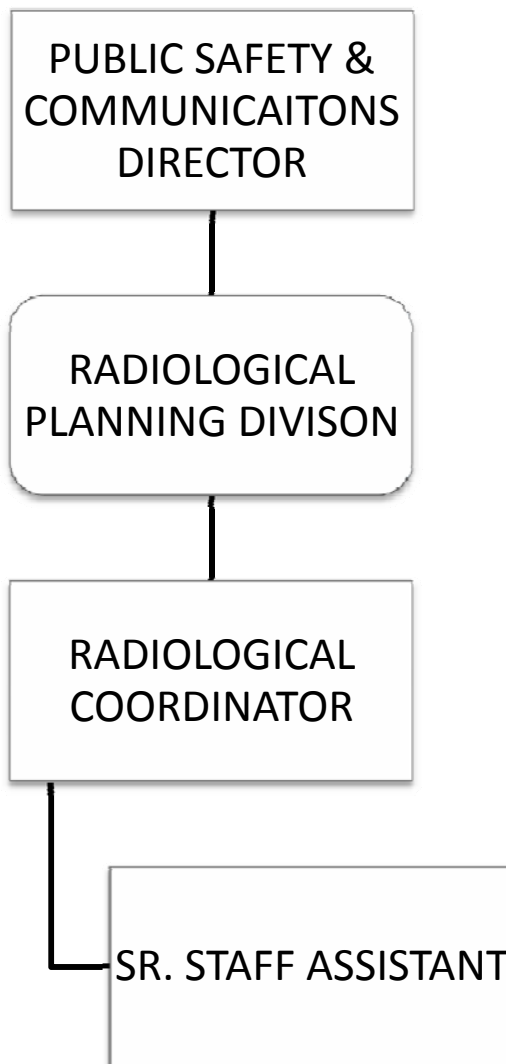 PUBLIC SAFETY &
COMMUNICAITONS
DIRECTOR
RADIOLOGICAL
PLANNING DIVISON
RADIOLOGICAL
COORDINATOR
SR. STAFF ASSISTANT